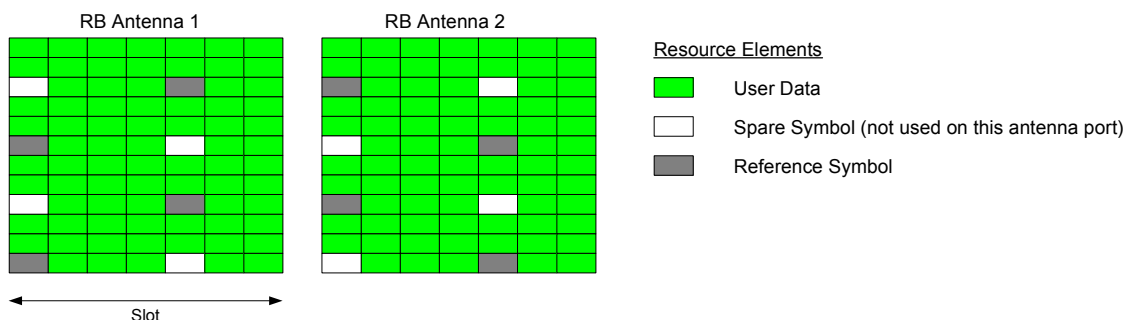 RB Antenna 1
RB Antenna 2
Resource Elements
User Data
Spare Symbol (not used on this antenna port)
Reference Symbol
Slot